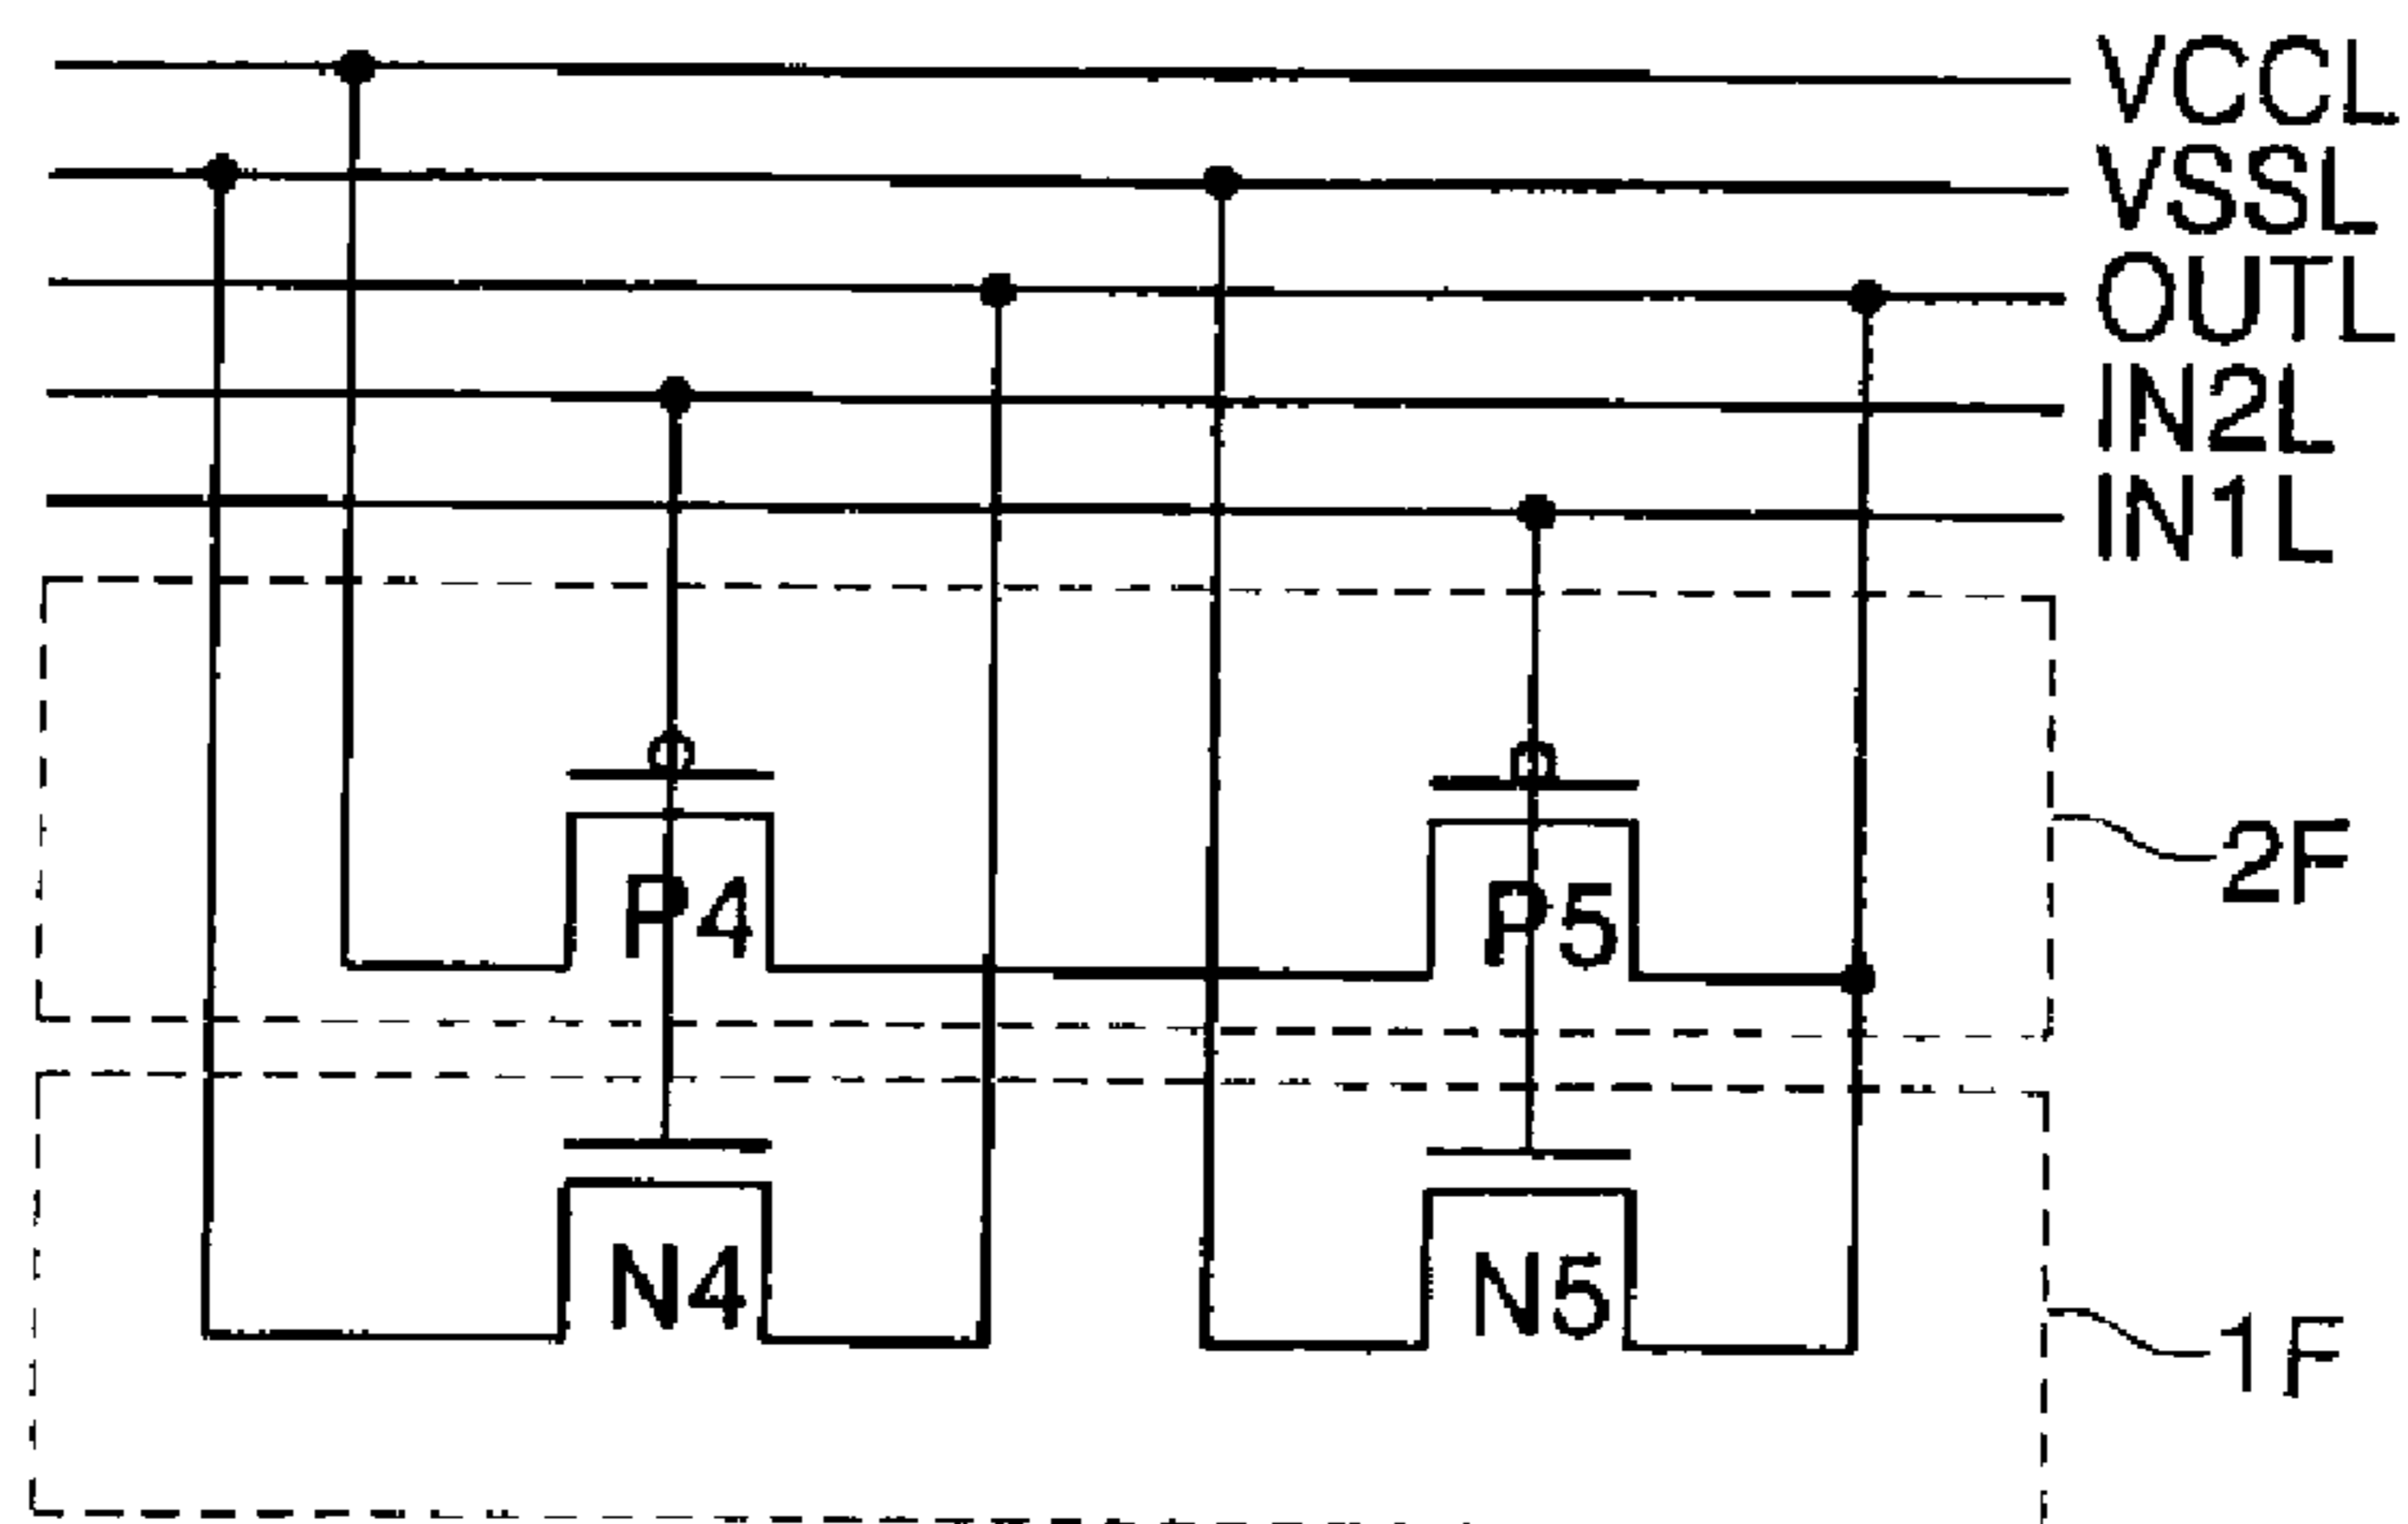 VCCL
VSSL
OUTL
IN2L
IN1L
2F
P4 P5
N4 N5
1F